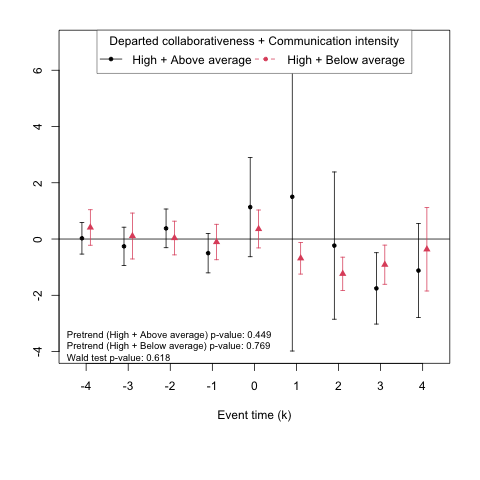 Departed collaborativeness + Communication intensity
High + Above average High + Below average
6
4
2
0
-2
-4
Pretrend (High + Above average) p-value: 0.449
Pretrend (High + Below average) p-value: 0.769
Wald test p-value: 0.618
-4 -3 -2 -1 0 1 2 3 4
Event time (k)